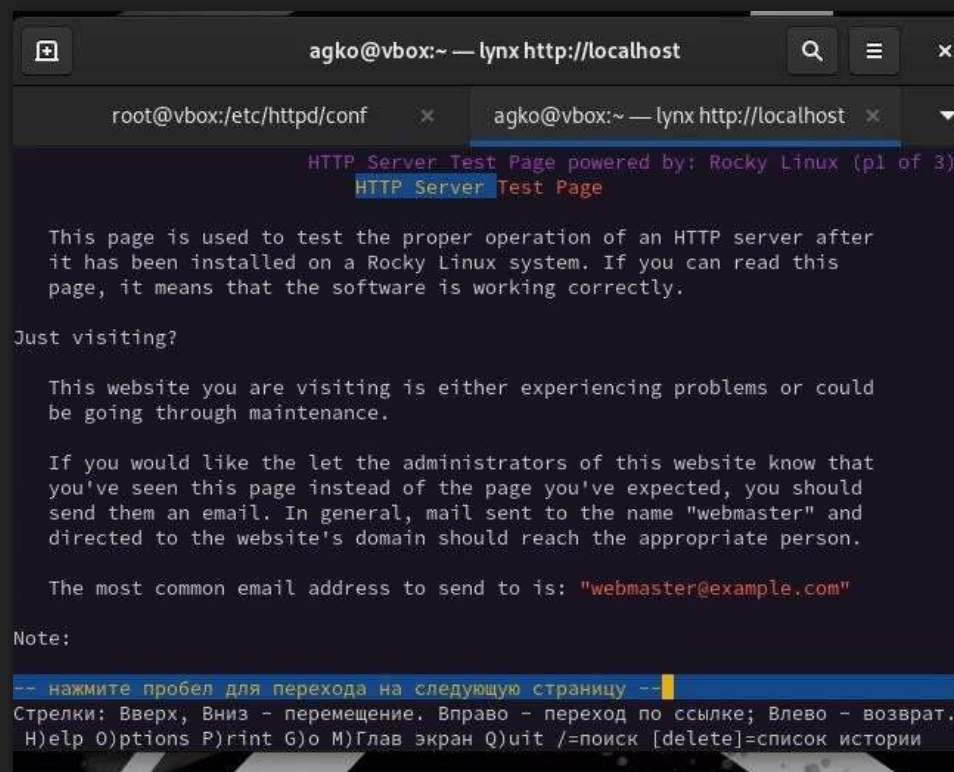 agko@vbox:~ — lynx http://localhost
root@vbox:/etc/httpd/conf
agko@vbox:~ — lynx http://localhost
HTTP Server Test Page powered by: Rocky Linux (p1 of 3)
HTTP Server Test Page
This page is used to test the proper operation of an HTTP server after
it has been installed on a Rocky Linux system. If you can read this
page, it means that the software is working correctly.
Just visiting?
This website you are visiting is either experiencing problems or could
be going through maintenance.
If you would like the let the administrators of this website know that
you've seen this page instead of the page you've expected, you should
send them an email. In general, mail sent to the name "webmaster" and
directed to the website's domain should reach the appropriate person.
The most common email address to send to is: "webmaster@example.com"
Note:
-- нажмите пробел для перехода на следующую страницу --
Стрелки: Вверх, Вниз - перемещение. Вправо - переход по ссылке; Влево - возврат.
H)elp O)ptions P)rint G)o M)Глав экран Q)uit /=поиск [delete]=список истории